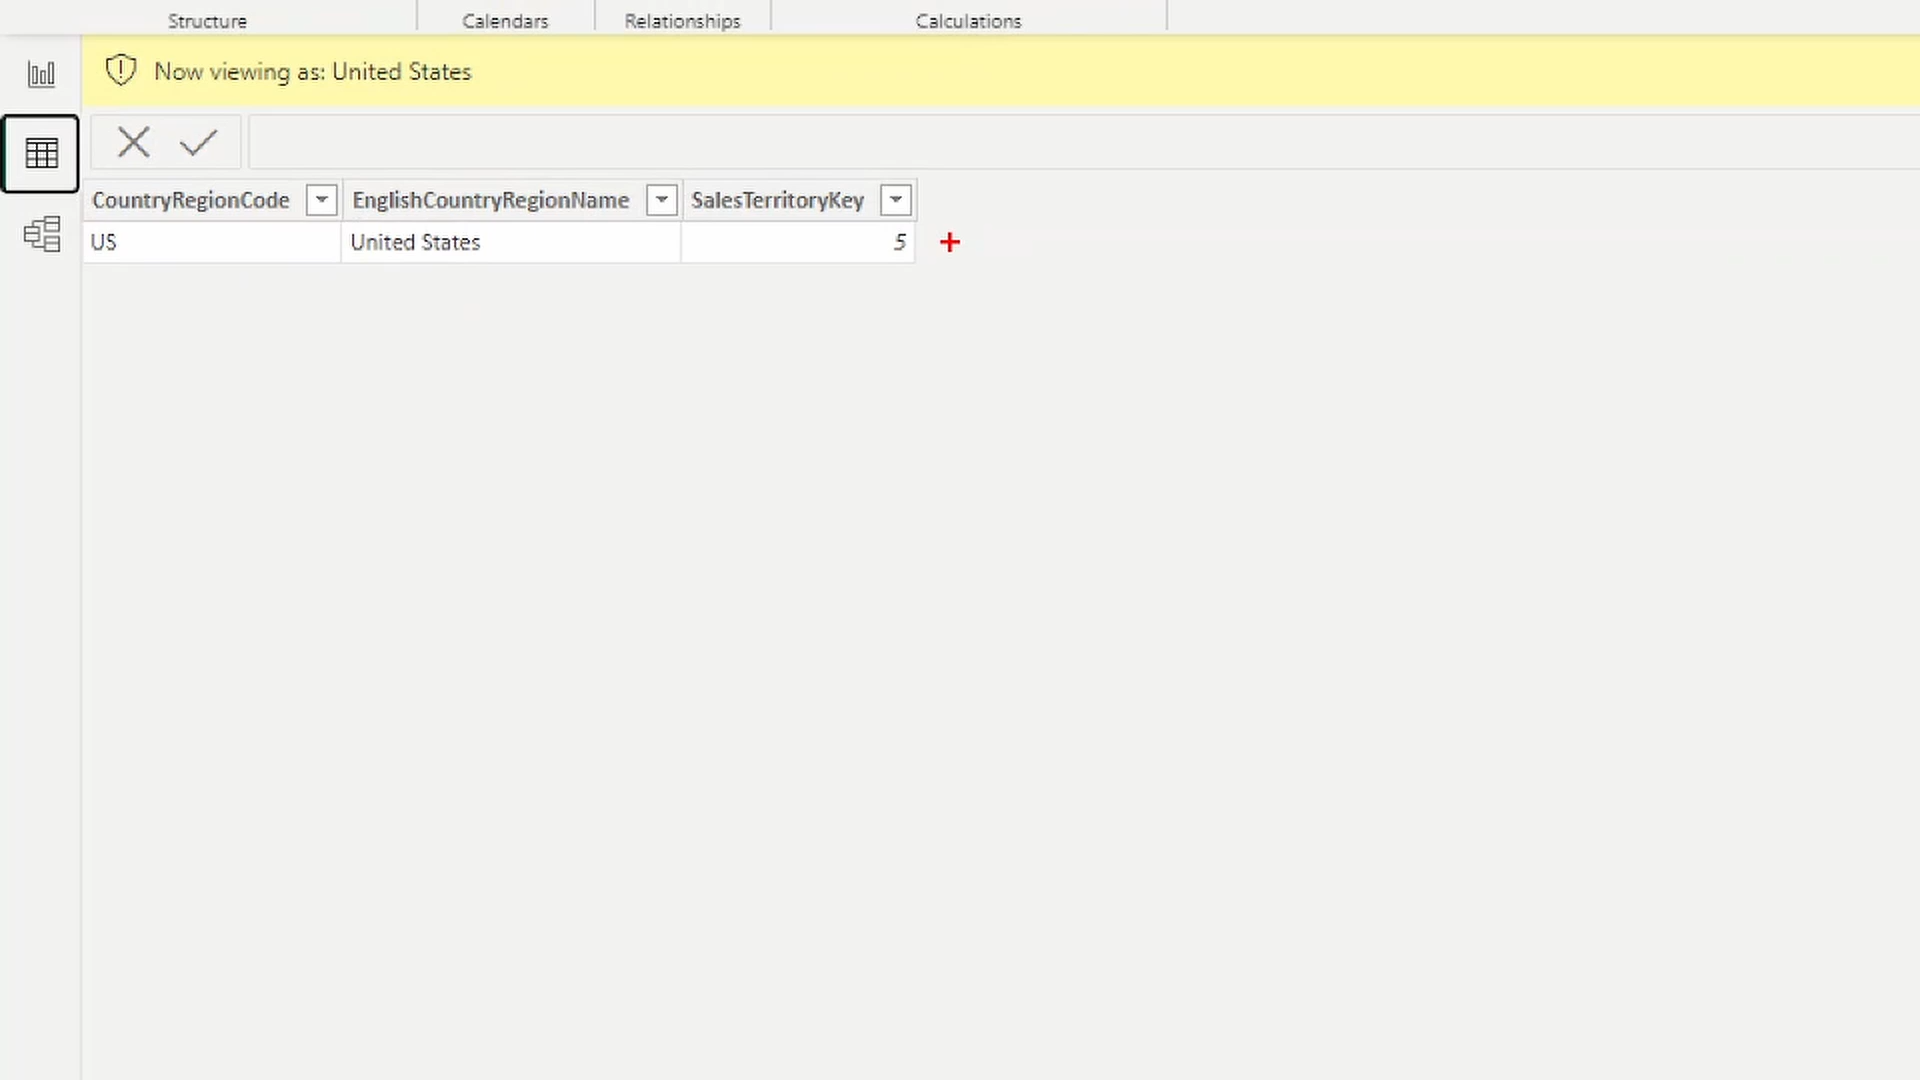 Structure Calendars Relationships Calculations
Now viewing as: United States
CountryRegionCode EnglishCountryRegionName SalesTerritoryKey
US United States 5